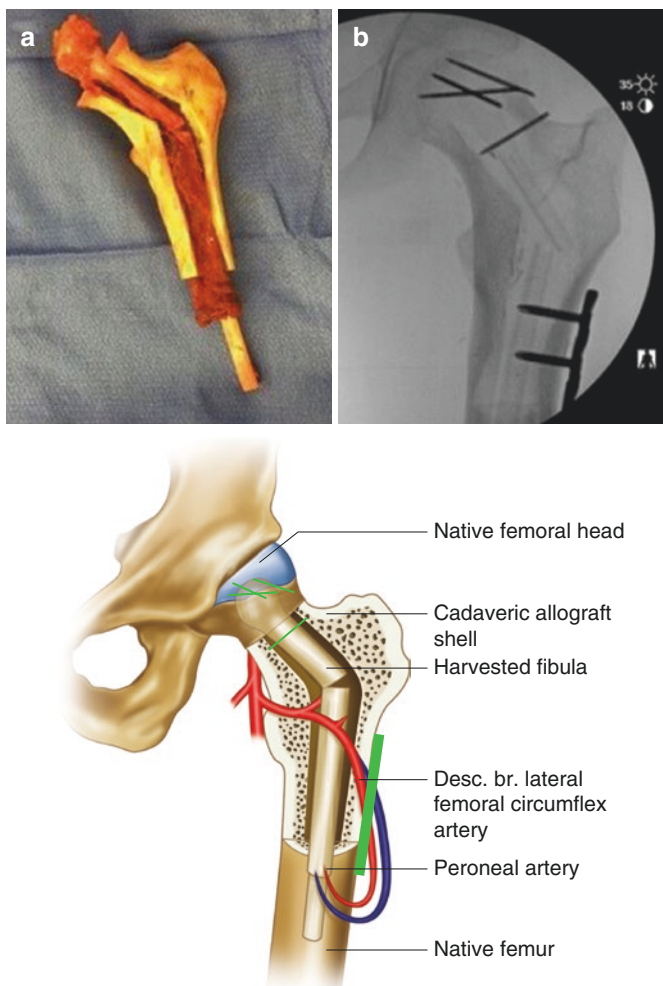 a
b
35
18
Native femoral head
Cadaveric allograft
shell
Harvested fibula
Desc. br. lateral
femoral circumflex
artery
Peroneal artery
Native femur